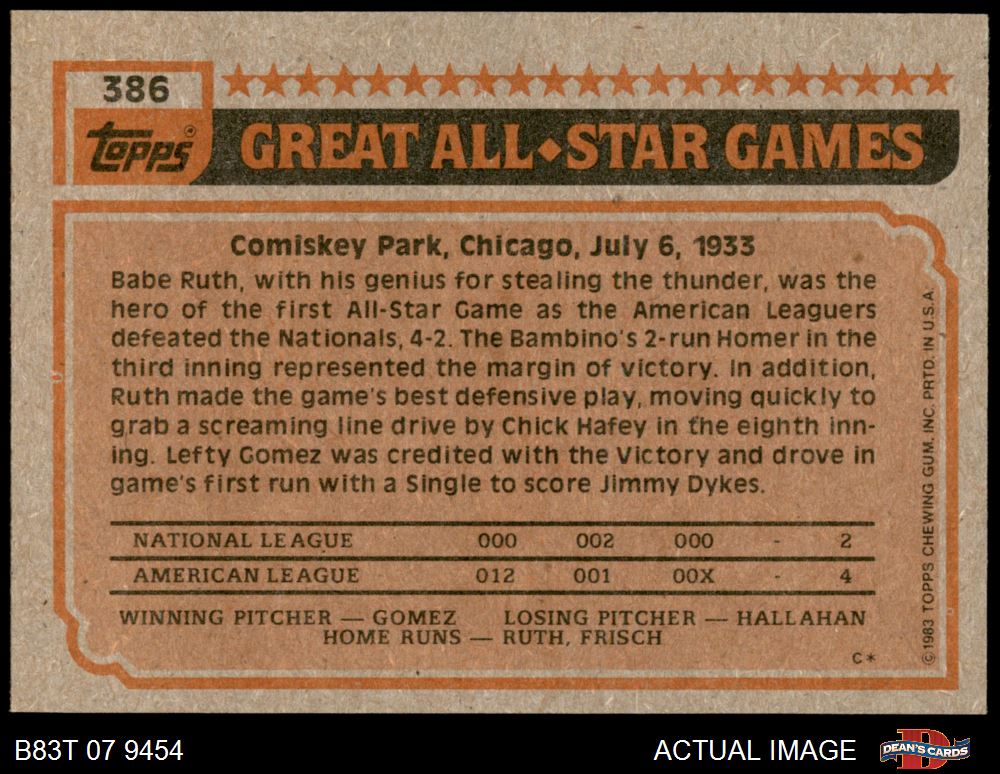 386
topps
GREAT ALL◆STAR GAMES
Comiskey Park, Chicago, July 6, 1933
Babe Ruth, with his genius for stealing the thunder, was the
hero of the first All-Star Game as the American Leaguers
defeated the Nationals, 4-2. The Bambino's 2-run Homer in the
third inning represented the margin of victory. In addition,
Ruth made the game's best defensive play, moving quickly to
grab a screaming line drive by Chick Hafey in the eighth inn-
ing. Lefty Gomez was credited with the Victory and drove in
game's first run with a Single to score Jimmy Dykes.
NATIONAL LEAGUE 000 002 000 - 2
AMERICAN LEAGUE 012 001 00X - 4
WINNING PITCHER — GOMEZ LOSING PITCHER — HALLAHAN
HOME RUNS — RUTH, FRISCH
C*
©1983 TOPPS CHEWING GUM, INC. PRTD. IN U.S.A.
B83T 07 9454
ACTUAL IMAGE
DEAN'S CARDS